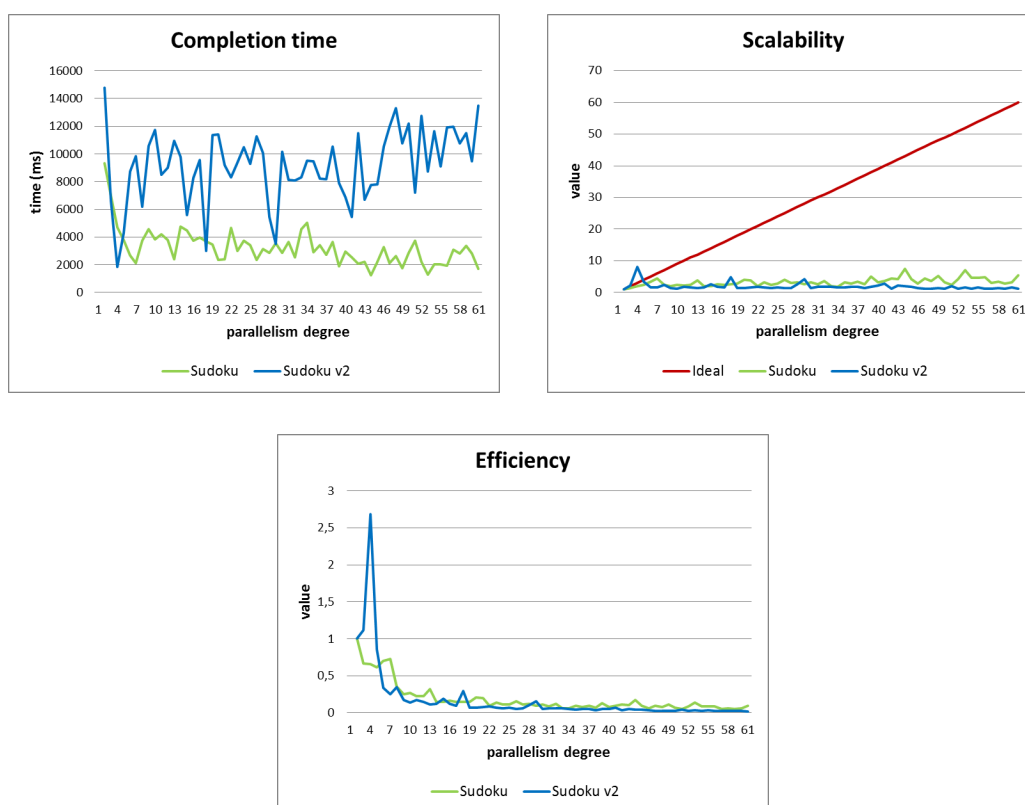 Completion time
16000
14000
12000
10000
8000
6000
4000
2000
0
time (ms)
1 4 7 10 13 16 19 22 25 28 31 34 37 40 43 46 49 52 55 58 61
parallelism degree
Sudoku Sudoku v2
Scalability
70
60
50
40
30
20
10
0
value
1 4 7 10 13 16 19 22 25 28 31 34 37 40 43 46 49 52 55 58 61
parallelism degree
Ideal Sudoku Sudoku v2
Efficiency
3
2,5
2
1,5
1
0,5
0
value
1 4 7 10 13 16 19 22 25 28 31 34 37 40 43 46 49 52 55 58 61
parallelism degree
Sudoku Sudoku v2